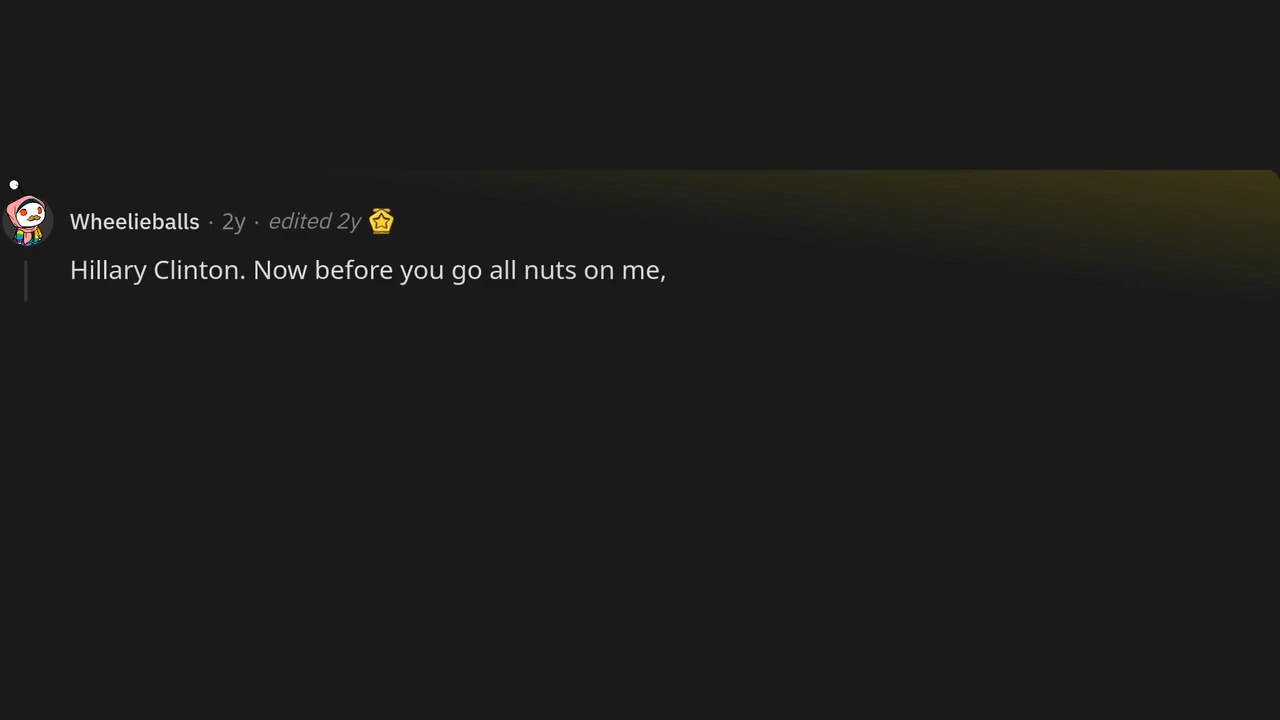 Wheelieballs · 2y · edited 2y
Hillary Clinton. Now before you go all nuts on me,